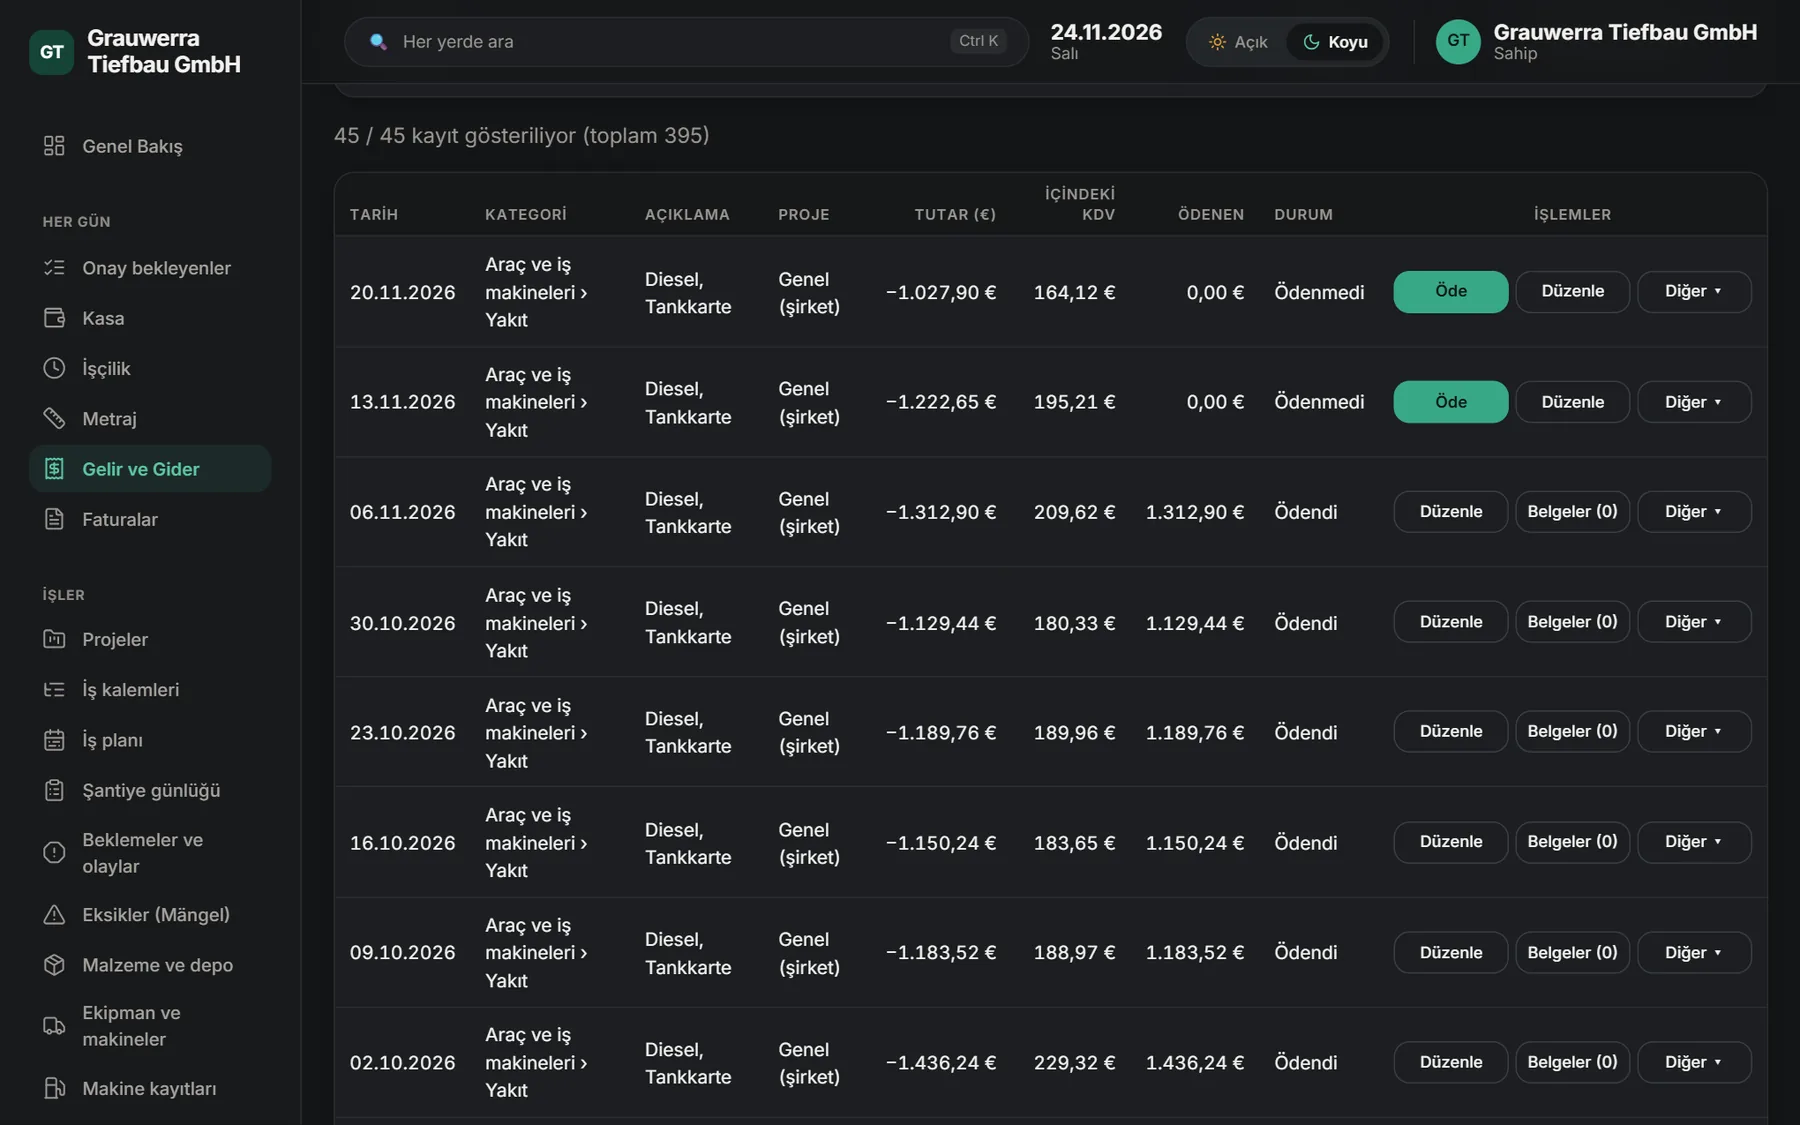 GT
Grauwerra
Tiefbau GmbH
Her yerde ara
Ctrl K
24.11.2026
Salı
Açık
Koyu
GT
Grauwerra Tiefbau GmbH
Sahip
Genel Bakış
HER GÜN
Onay bekleyenler
Kasa
İşçilik
Metraj
Gelir ve Gider
Faturalar
İŞLER
Projeler
İş kalemleri
İş planı
Şantiye günlüğü
Beklemeler ve
olaylar
Eksikler (Mängel)
Malzeme ve depo
Ekipman ve
makineler
Makine kayıtları
45 / 45 kayıt gösteriliyor (toplam 395)
TARİH
KATEGORİ
AÇIKLAMA
PROJE
TUTAR (€)
İÇİNDEKİ
KDV
ÖDENEN
DURUM
İŞLEMLER
20.11.2026
Araç ve iş
makineleri ›
Yakıt
Diesel,
Tankkarte
Genel
(şirket)
−1.027,90 €
164,12 €
0,00 €
Ödenmedi
Öde
Düzenle
Diğer ▾
13.11.2026
Araç ve iş
makineleri ›
Yakıt
Diesel,
Tankkarte
Genel
(şirket)
−1.222,65 €
195,21 €
0,00 €
Ödenmedi
Öde
Düzenle
Diğer ▾
06.11.2026
Araç ve iş
makineleri ›
Yakıt
Diesel,
Tankkarte
Genel
(şirket)
−1.312,90 €
209,62 €
1.312,90 €
Ödendi
Düzenle
Belgeler (0)
Diğer ▾
30.10.2026
Araç ve iş
makineleri ›
Yakıt
Diesel,
Tankkarte
Genel
(şirket)
−1.129,44 €
180,33 €
1.129,44 €
Ödendi
Düzenle
Belgeler (0)
Diğer ▾
23.10.2026
Araç ve iş
makineleri ›
Yakıt
Diesel,
Tankkarte
Genel
(şirket)
−1.189,76 €
189,96 €
1.189,76 €
Ödendi
Düzenle
Belgeler (0)
Diğer ▾
16.10.2026
Araç ve iş
makineleri ›
Yakıt
Diesel,
Tankkarte
Genel
(şirket)
−1.150,24 €
183,65 €
1.150,24 €
Ödendi
Düzenle
Belgeler (0)
Diğer ▾
09.10.2026
Araç ve iş
makineleri ›
Yakıt
Diesel,
Tankkarte
Genel
(şirket)
−1.183,52 €
188,97 €
1.183,52 €
Ödendi
Düzenle
Belgeler (0)
Diğer ▾
02.10.2026
Araç ve iş
makineleri ›
Yakıt
Diesel,
Tankkarte
Genel
(şirket)
−1.436,24 €
229,32 €
1.436,24 €
Ödendi
Düzenle
Belgeler (0)
Diğer ▾